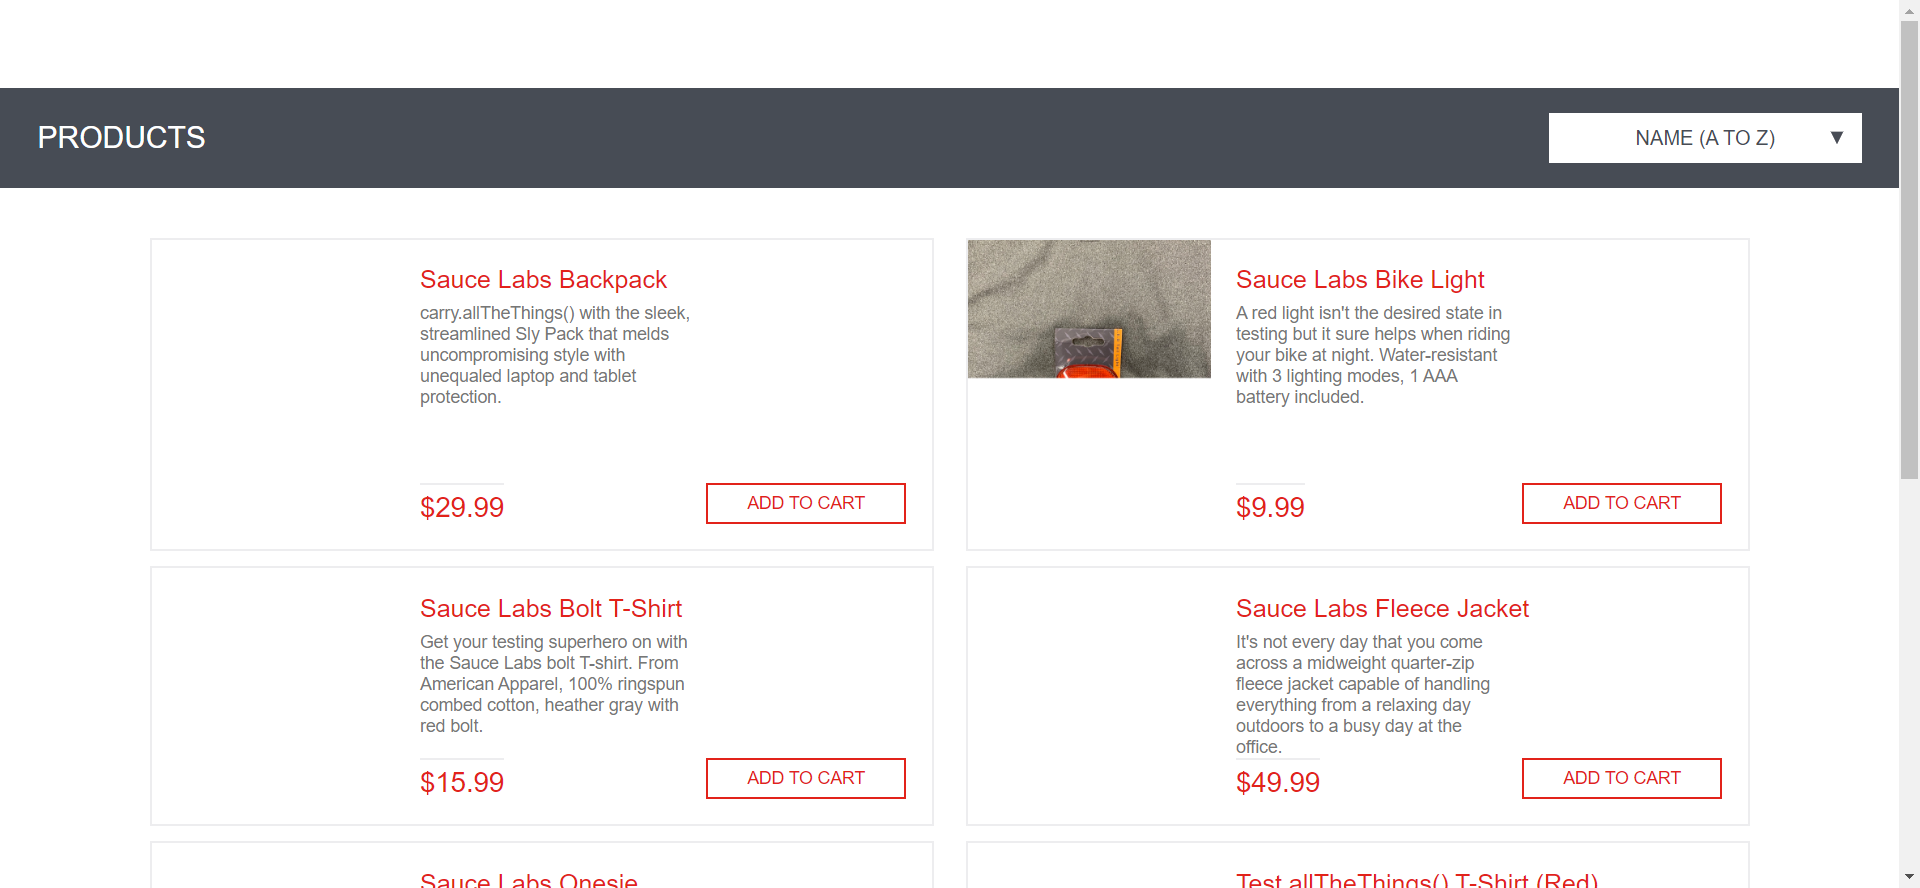 PRODUCTS
NAME (A TO Z)
Sauce Labs Backpack
carry.allTheThings() with the sleek,
streamlined Sly Pack that melds
uncompromising style with
unequaled laptop and tablet
protection.
$29.99
ADD TO CART
Sauce Labs Bike Light
A red light isn't the desired state in
testing but it sure helps when riding
your bike at night. Water-resistant
with 3 lighting modes, 1 AAA
battery included.
$9.99
ADD TO CART
Sauce Labs Bolt T-Shirt
Get your testing superhero on with
the Sauce Labs bolt T-shirt. From
American Apparel, 100% ringspun
combed cotton, heather gray with
red bolt.
$15.99
ADD TO CART
Sauce Labs Fleece Jacket
It's not every day that you come
across a midweight quarter-zip
fleece jacket capable of handling
everything from a relaxing day
outdoors to a busy day at the
office.
$49.99
ADD TO CART
Sauce Labs Onesie
Test.allTheThings() T-Shirt (Red)